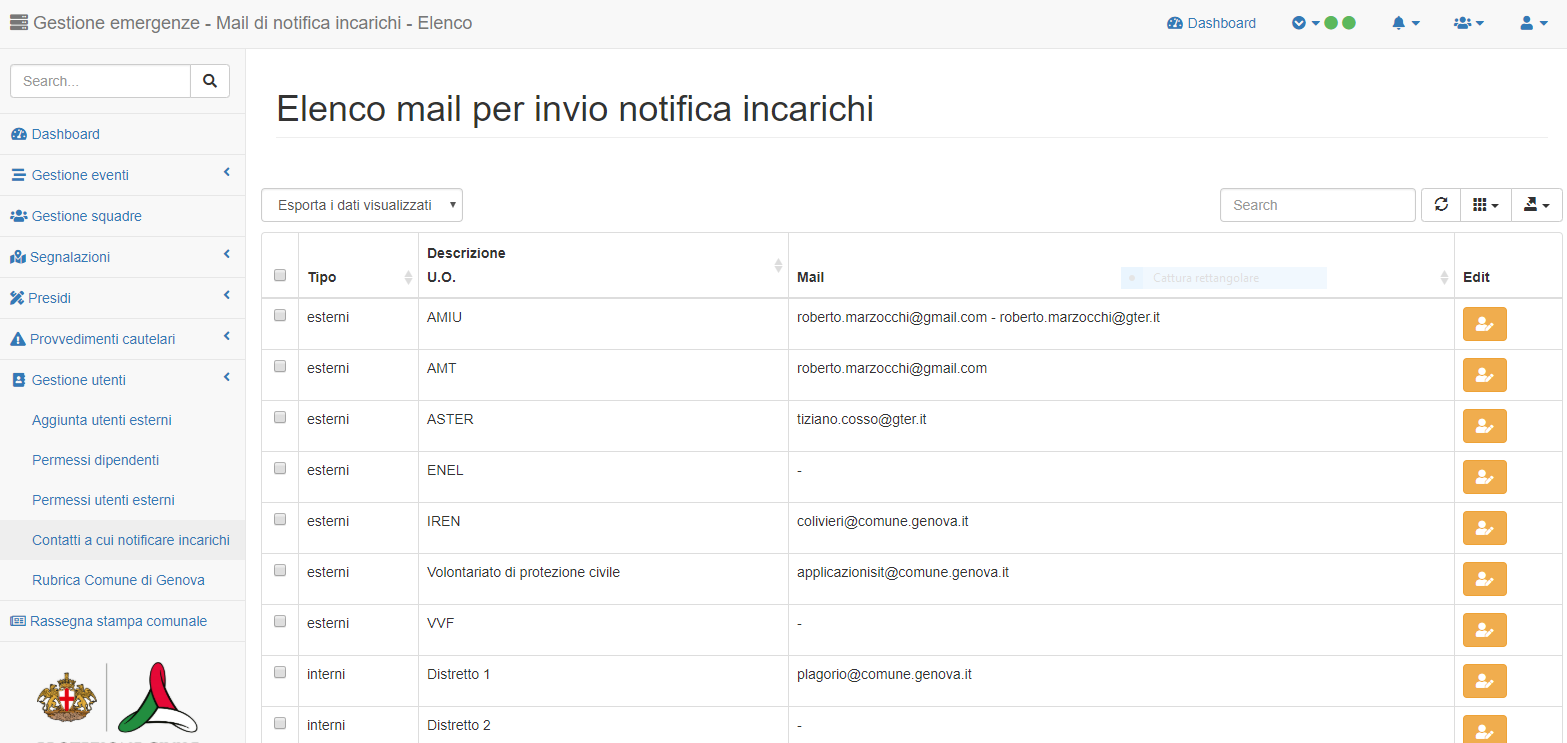 Gestione emergenze - Mail di notifica incarichi - Elenco
Dashboard
Search...
Dashboard
Gestione eventi
Gestione squadre
Segnalazioni
Presidi
Provvedimenti cautelari
Gestione utenti
Aggiunta utenti esterni
Permessi dipendenti
Permessi utenti esterni
Contatti a cui notificare incarichi
Rubrica Comune di Genova
Rassegna stampa comunale
Elenco mail per invio notifica incarichi
Esporta i dati visualizzati
Search
Tipo
Descrizione
U.O.
Mail
Cattura rettangolare
Edit
esterni AMIU roberto.marzocchi@gmail.com - roberto.marzocchi@gter.it
esterni AMT roberto.marzocchi@gmail.com
esterni ASTER tiziano.cosso@gter.it
esterni ENEL -
esterni IREN colivieri@comune.genova.it
esterni Volontariato di protezione civile applicazionisit@comune.genova.it
esterni VVF -
interni Distretto 1 plagorio@comune.genova.it
interni Distretto 2 -